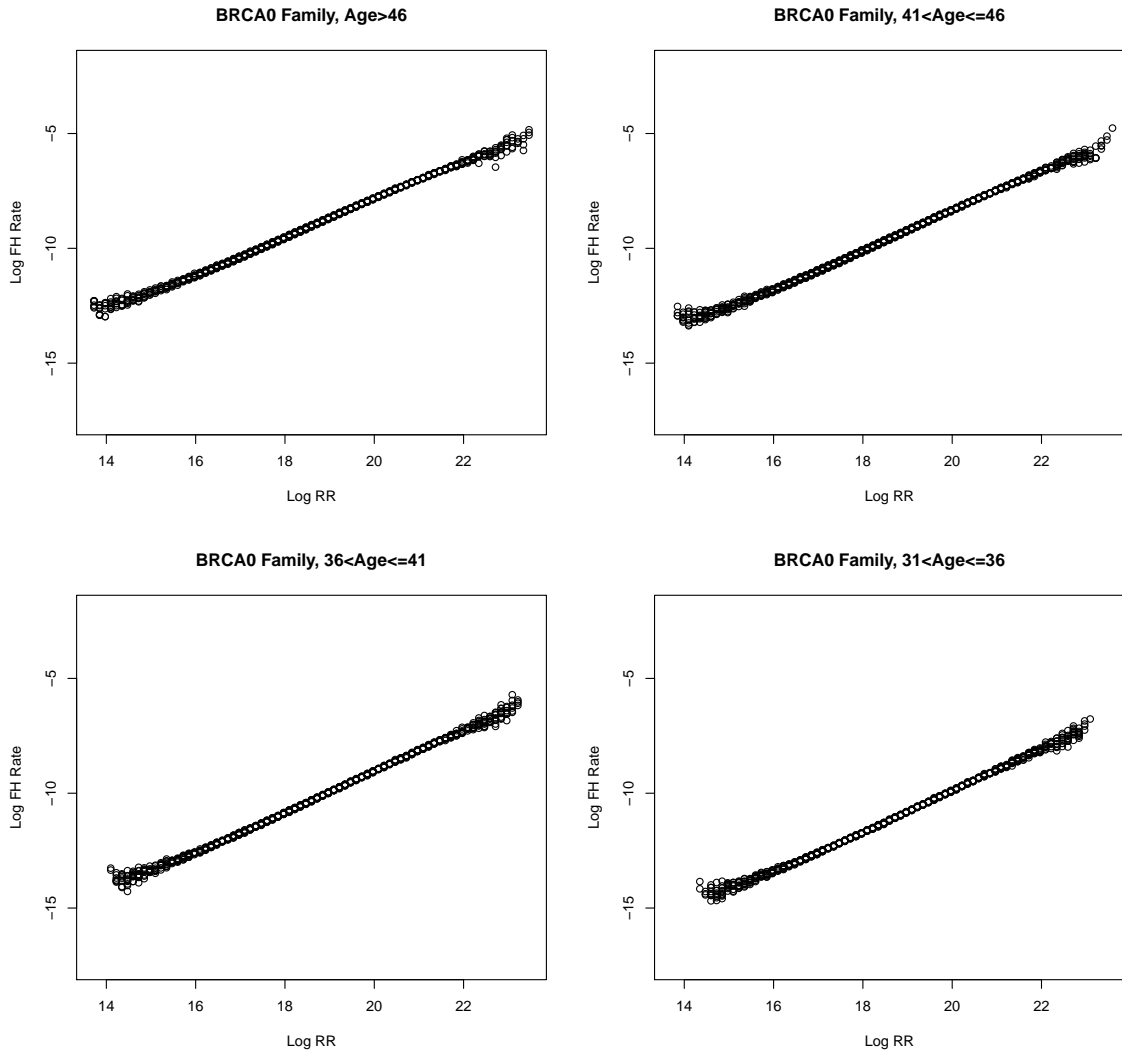 BRCA0 Family, Age>46
Log FH Rate
-5
-10
-15
14 16 18 20 22
Log RR
BRCA0 Family, 41<Age<=46
Log FH Rate
-5
-10
-15
14 16 18 20 22
Log RR
BRCA0 Family, 36<Age<=41
Log FH Rate
-5
-10
-15
14 16 18 20 22
Log RR
BRCA0 Family, 31<Age<=36
Log FH Rate
-5
-10
-15
14 16 18 20 22
Log RR